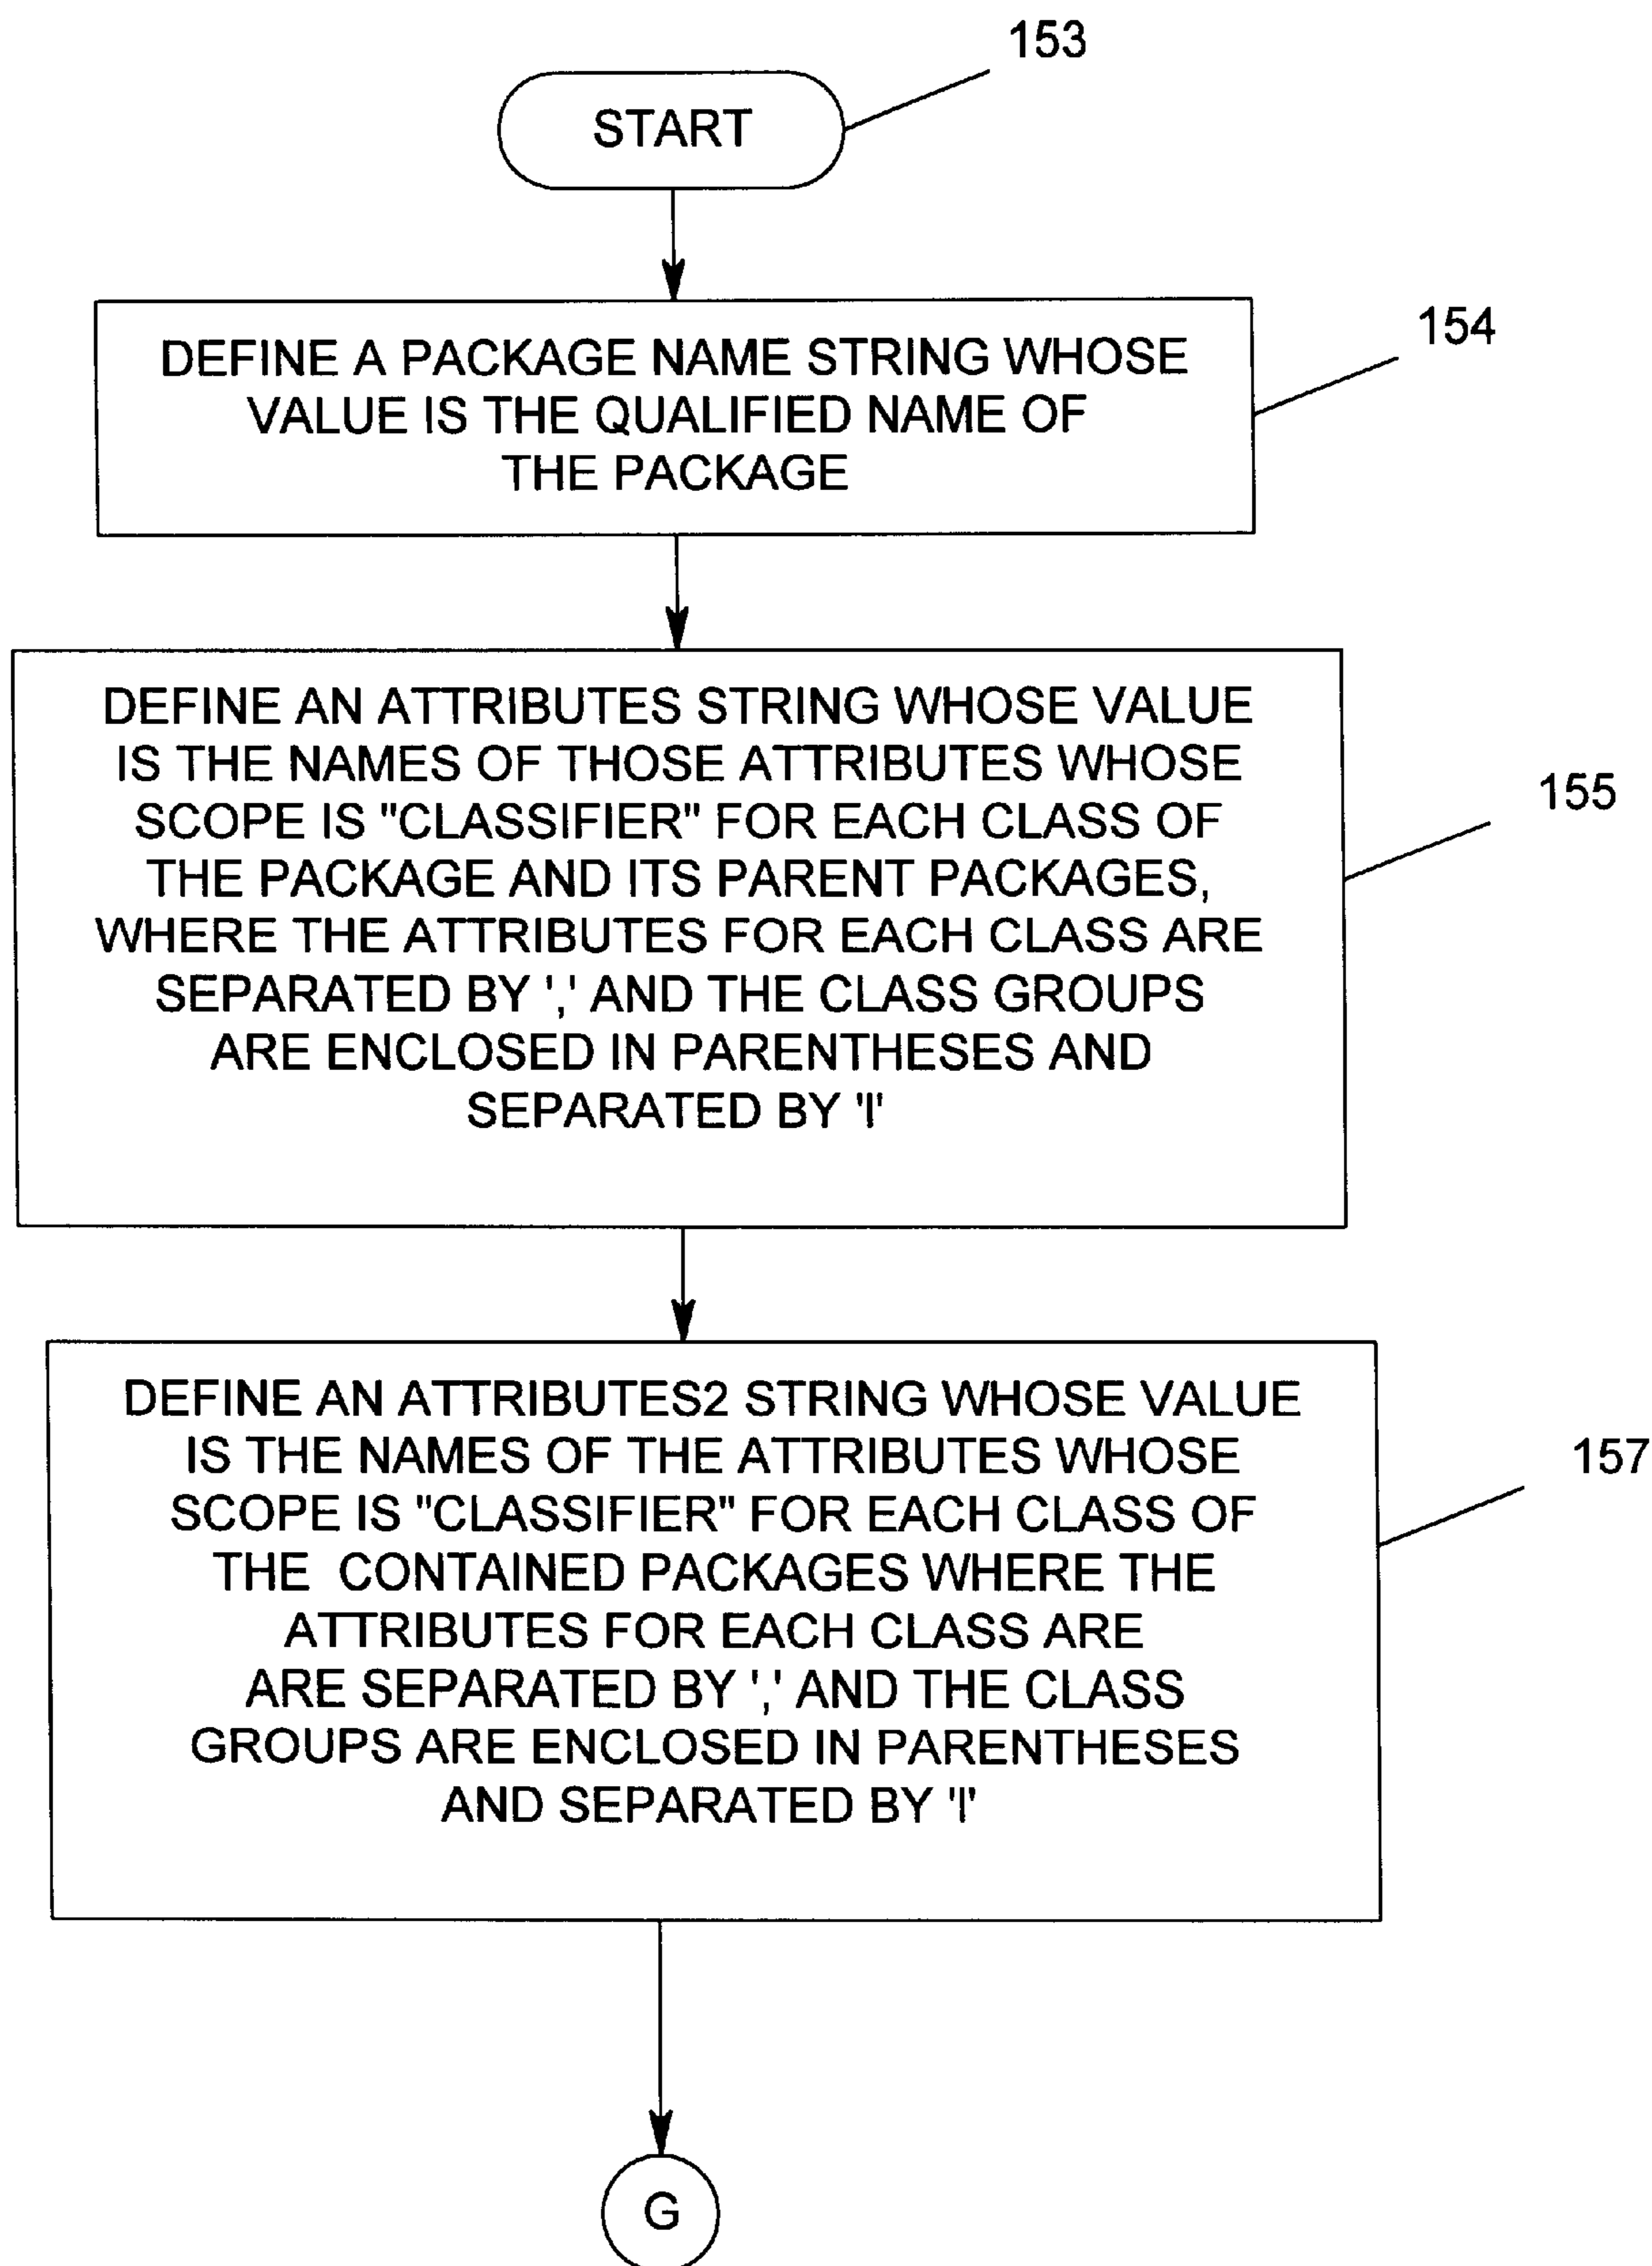 153
START
154
DEFINE A PACKAGE NAME STRING WHOSE
VALUE IS THE QUALIFIED NAME OF
THE PACKAGE
155
DEFINE AN ATTRIBUTES STRING WHOSE VALUE
IS THE NAMES OF THOSE ATTRIBUTES WHOSE
SCOPE IS "CLASSIFIER" FOR EACH CLASS OF
THE PACKAGE AND ITS PARENT PACKAGES,
WHERE THE ATTRIBUTES FOR EACH CLASS ARE
SEPARATED BY ',' AND THE CLASS GROUPS
ARE ENCLOSED IN PARENTHESES AND
SEPARATED BY '|'
157
DEFINE AN ATTRIBUTES2 STRING WHOSE VALUE
IS THE NAMES OF THE ATTRIBUTES WHOSE
SCOPE IS "CLASSIFIER" FOR EACH CLASS OF
THE CONTAINED PACKAGES WHERE THE
ATTRIBUTES FOR EACH CLASS ARE
ARE SEPARATED BY ',' AND THE CLASS
GROUPS ARE ENCLOSED IN PARENTHESES
AND SEPARATED BY '|'
G